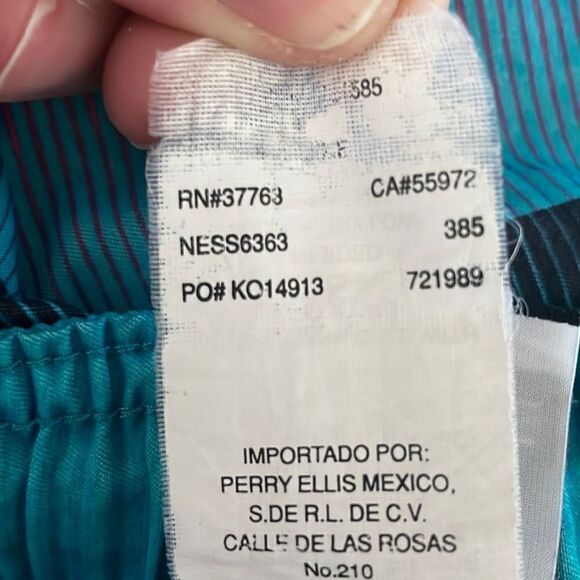 585
RN#37763 CA#55972
NESS6363 385
PO# KO14913 721989
IMPORTADO POR:
PERRY ELLIS MEXICO,
S.DE R.L. DE C.V.
CALLE DE LAS ROSAS
No.210